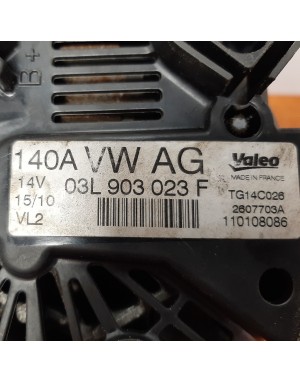 B+
140A VW AG
Valeo
MADE IN FRANCE
14V
03L 903 023 F
TG14C026
15/10
2607703A
VL2
110108086